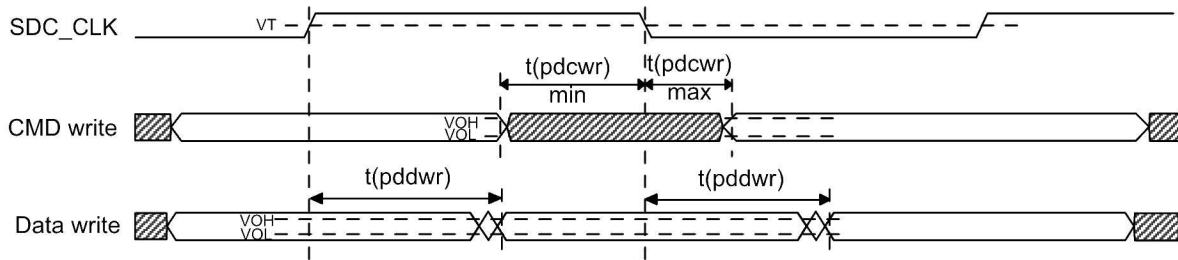 SDC_CLK
VT
t(pdcwr)
min
t(pdcwr)
max
CMD write
VOH
VOL
t(pddwr)
t(pddwr)
Data write
VOH
VOL